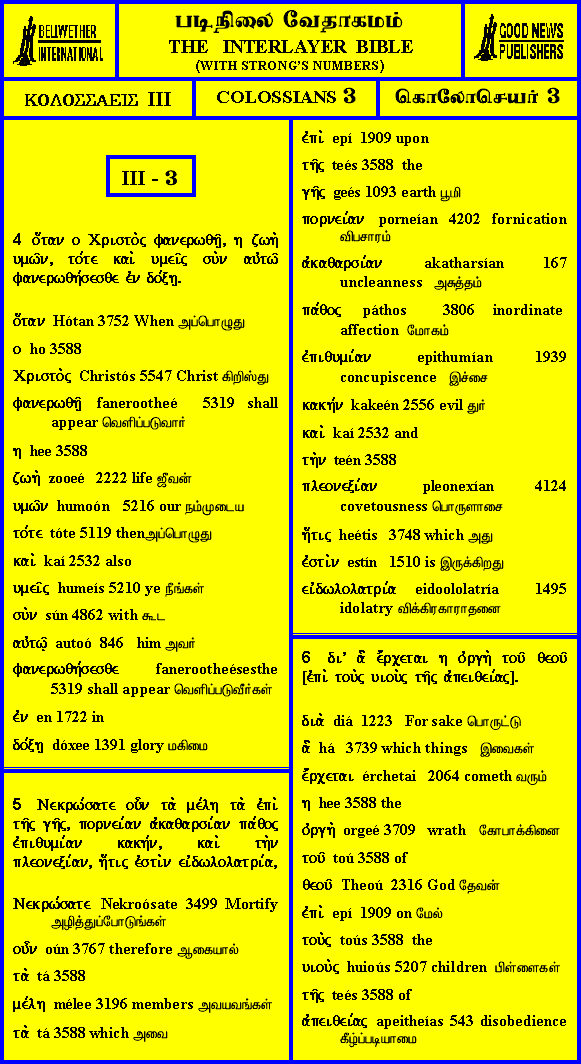 BELLWETHER
INTERNATIONAL
படிநிலை வேதாகமம்
THE INTERLAYER BIBLE
(WITH STRONG'S NUMBERS)
GOOD NEWS
PUBLISHERS
ΚΟΛΟΣΣΑΕΙΣ III
COLOSSIANS 3
கொலோசெயர் 3
III - 3
4 ὅταν ο Χριστὸς φανερωθῇ, η ζωὴ
υμῶν, τότε καὶ υμεῖς σὺν αὐτῶ
φανερωθήσεσθε ἐν δόξῃ.
ὅταν Hótan 3752 When அப்பொழுது
ο ho 3588
Χριστὸς Christós 5547 Christ கிறிஸ்து
φανερωθῇ fanerootheé 5319 shall
appear வெளிப்படுவார்
η hee 3588
ζωὴ zooeé 2222 life ஜீவன்
υμῶν humoón 5216 our நம்முடைய
τότε tóte 5119 then அப்பொழுது
καὶ kaí 2532 also
υμεῖς humeís 5210 ye நீங்கள்
σὺν sún 4862 with கூட
αὐτῷ autoó 846 him அவர்
φανερωθήσεσθε fanerootheésesthe
5319 shall appear வெளிப்படுவீர்கள்
ἐν en 1722 in
δόξῃ dóxee 1391 glory மகிமை
5 Νεκρώσατε οὖν τὰ μέλη τὰ ἐπὶ
τῆς γῆς, πορνείαν ἀκαθαρσίαν πάθος
ἐπιθυμίαν κακήν, καὶ τὴν
πλεονεξίαν, ἥτις ἐστὶν εἰδωλολατρία,
Νεκρώσατε Nekroósate 3499 Mortify
அழித்துப்போடுங்கள்
οὖν oún 3767 therefore ஆகையால்
τὰ tá 3588
μέλη mélee 3196 members அவயவங்கள்
τὰ tá 3588 which அவை
ἐπὶ epí 1909 upon
τῆς teés 3588 the
γῆς geés 1093 earth பூமி
πορνείαν porneían 4202 fornication
விபசாரம்
ἀκαθαρσίαν akatharsían 167
uncleanness அசுத்தம்
πάθος páthos 3806 inordinate
affection மோகம்
ἐπιθυμίαν epithumían 1939
concupiscence இச்சை
κακήν kakeén 2556 evil துர்
καὶ kaí 2532 and
τὴν teén 3588
πλεονεξίαν pleonexían 4124
covetousness பொருளாசை
ἥτις heétis 3748 which அது
ἐστὶν estín 1510 is இருக்கிறது
εἰδωλολατρία eidoololatría 1495
idolatry விக்கிரகாராதனை
6 δι' ἃ ἔρχεται η ὀργὴ τοῦ θεοῦ
[ἐπὶ τοὺς υιοὺς τῆς ἀπειθείας].
διὰ diá 1223 For sake பொருட்டு
ἃ há 3739 which things இவைகள்
ἔρχεται érchetai 2064 cometh வரும்
η hee 3588 the
ὀργὴ orgeé 3709 wrath கோபாக்கினை
τοῦ toú 3588 of
θεοῦ Theoú 2316 God தேவன்
ἐπὶ epí 1909 on மேல்
τοὺς toús 3588 the
υιοὺς huioús 5207 children பிள்ளைகள்
τῆς teés 3588 of
ἀπειθείας apeitheías 543 disobedience
கீழ்ப்படியாமை